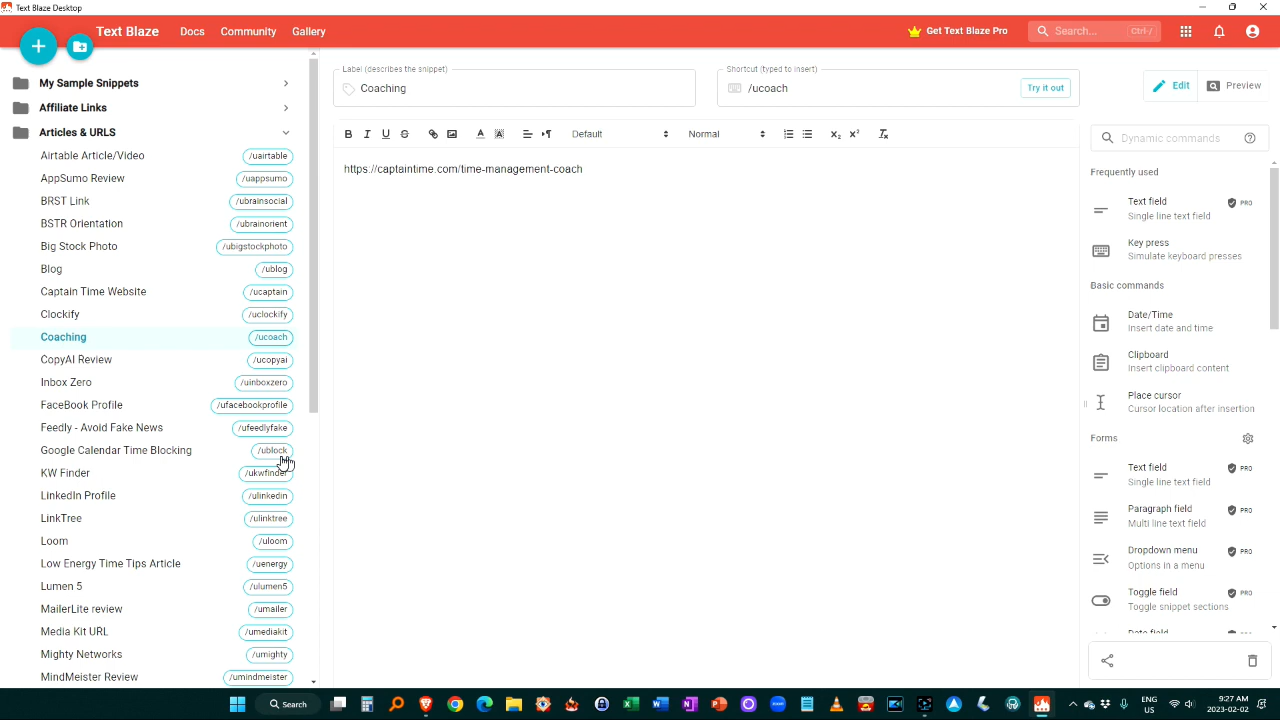 Text Blaze Desktop
Text Blaze
Docs
Community
Gallery
Get Text Blaze Pro
Search...
Ctrl-/
My Sample Snippets
Affiliate Links
Articles & URLS
Airtable Article/Video /uairtable
AppSumo Review /uappsumo
BRST Link /ubrainsocial
BSTR Orientation /ubrainorient
Big Stock Photo /ubigstockphoto
Blog /ublog
Captain Time Website /ucaptain
Clockify /uclockify
Coaching /ucoach
CopyAI Review /ucopyai
Inbox Zero /uinboxzero
FaceBook Profile /ufacebookprofile
Feedly - Avoid Fake News /ufeedlyfake
Google Calendar Time Blocking /ublock
KW Finder /ukwfinder
LinkedIn Profile /ulinkedin
LinkTree /ulinktree
Loom /uloom
Low Energy Time Tips Article /uenergy
Lumen 5 /ulumen5
MailerLite review /umailer
Media Kit URL /umediakit
Mighty Networks /umighty
MindMeister Review /umindmeister
Label (describes the snippet)
Coaching
Shortcut (typed to insert)
/ucoach
Try it out
Edit
Preview
B I U S
Default
Normal
https://captaintime.com/time-management-coach
Dynamic commands
Frequently used
Text field PRO
Single line text field
Key press
Simulate keyboard presses
Basic commands
Date/Time
Insert date and time
Clipboard
Insert clipboard content
Place cursor
Cursor location after insertion
Forms
Text field PRO
Single line text field
Paragraph field PRO
Multi line text field
Dropdown menu PRO
Options in a menu
Toggle field PRO
Toggle snippet sections
Search
ENG
US
9:27 AM
2023-02-02